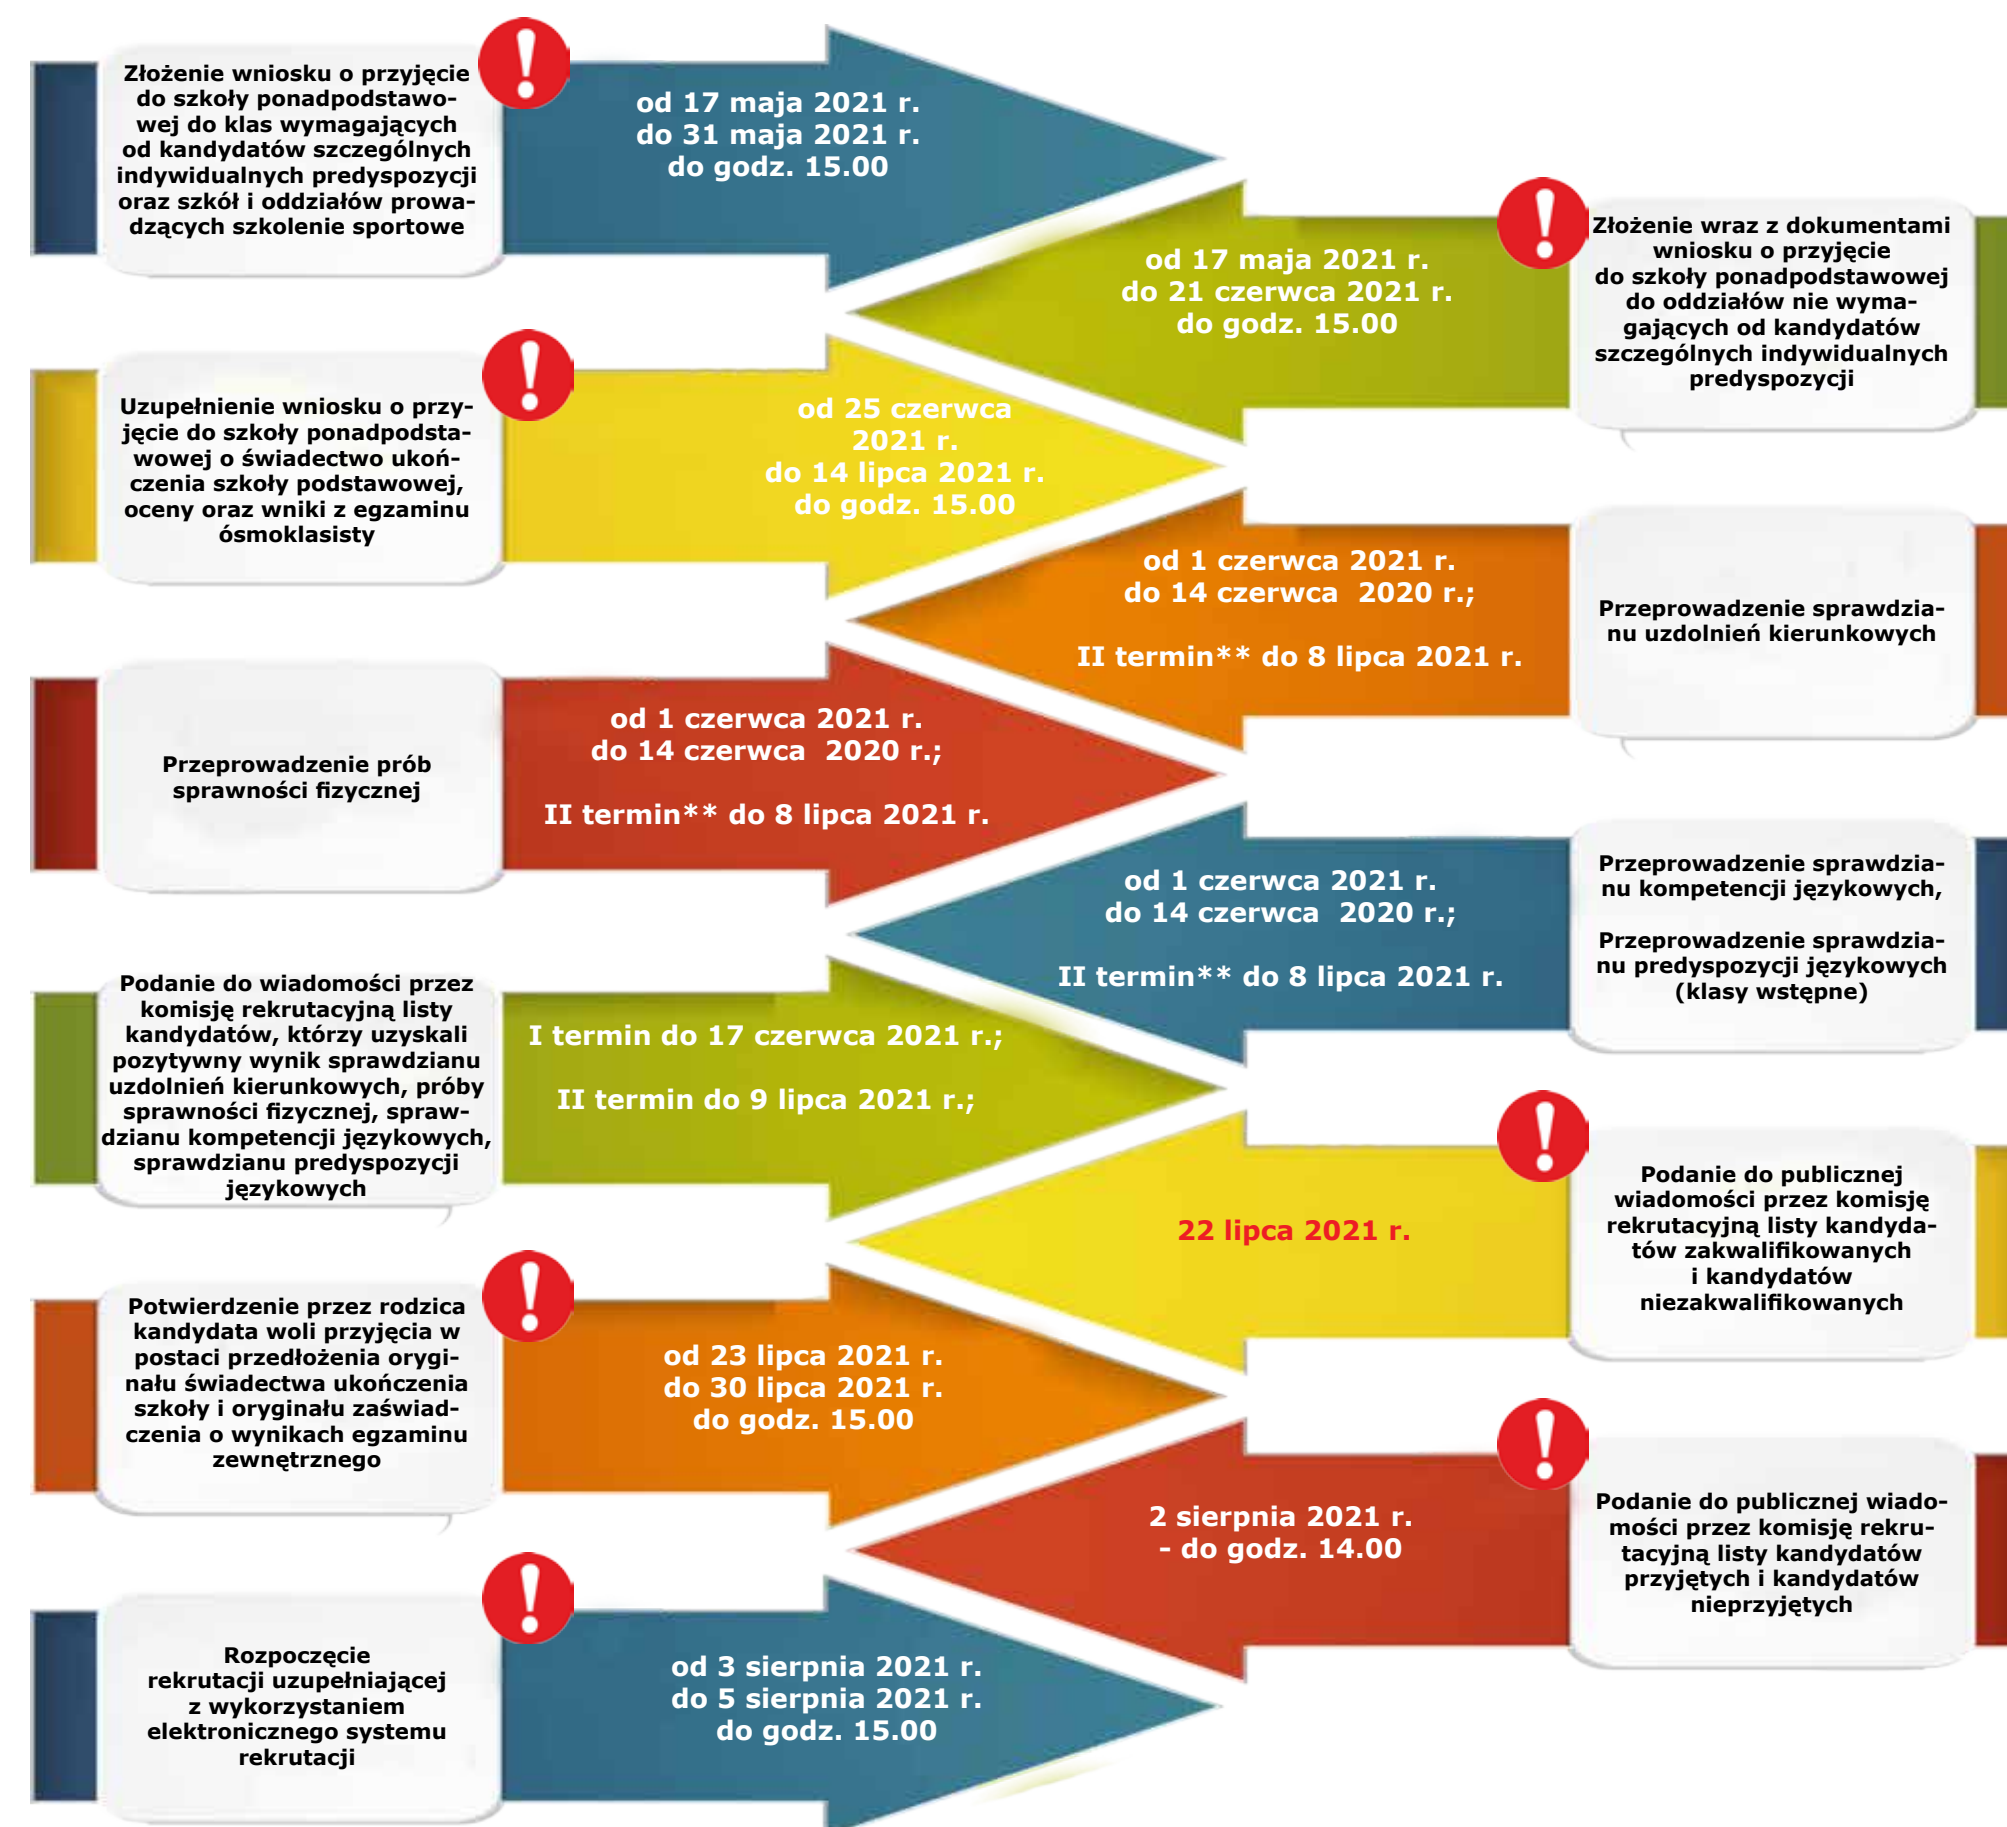 Złożenie wniosku o przyjęcie
do szkoły ponadpodstawo-
wej do klas wymagających
od kandydatów szczególnych
indywidualnych predyspozycji
oraz szkół i oddziałów prowa-
dzących szkolenie sportowe
od 17 maja 2021 r.
do 31 maja 2021 r.
do godz. 15.00
od 17 maja 2021 r.
do 21 czerwca 2021 r.
do godz. 15.00
Złożenie wraz z dokumentami
wniosku o przyjęcie
do szkoły ponadpodstawowej
do oddziałów nie wyma-
gających od kandydatów
szczególnych indywidualnych
predyspozycji
Uzupełnienie wniosku o przy-
jęcie do szkoły ponadpodsta-
wowej o świadectwo ukoń-
czenia szkoły podstawowej,
oceny oraz wniki z egzaminu
ósmoklasisty
od 25 czerwca
2021 r.
do 14 lipca 2021 r.
do godz. 15.00
od 1 czerwca 2021 r.
do 14 czerwca  2020 r.;
II termin** do 8 lipca 2021 r.
Przeprowadzenie sprawdzia-
nu uzdolnień kierunkowych
Przeprowadzenie prób
sprawności fizycznej
od 1 czerwca 2021 r.
do 14 czerwca  2020 r.;
II termin** do 8 lipca 2021 r.
od 1 czerwca 2021 r.
do 14 czerwca  2020 r.;
II termin** do 8 lipca 2021 r.
Przeprowadzenie sprawdzia-
nu kompetencji językowych,
Przeprowadzenie sprawdzia-
nu predyspozycji językowych
(klasy wstępne)
Podanie do wiadomości przez
komisję rekrutacyjną listy
kandydatów, którzy uzyskali
pozytywny wynik sprawdzianu
uzdolnień kierunkowych, próby
sprawności fizycznej, spraw-
dzianu kompetencji językowych,
sprawdzianu predyspozycji
językowych
I termin do 17 czerwca 2021 r.;
II termin do 9 lipca 2021 r.;
22 lipca 2021 r.
Podanie do publicznej
wiadomości przez komisję
rekrutacyjną listy kandyda-
tów zakwalifikowanych
i kandydatów
niezakwalifikowanych
Potwierdzenie przez rodzica
kandydata woli przyjęcia w
postaci przedłożenia orygi-
nału świadectwa ukończenia
szkoły i oryginału zaświad-
czenia o wynikach egzaminu
zewnętrznego
od 23 lipca 2021 r.
do 30 lipca 2021 r.
do godz. 15.00
2 sierpnia 2021 r.
- do godz. 14.00
Podanie do publicznej wiado-
mości przez komisję rekru-
tacyjną listy kandydatów
przyjętych i kandydatów
nieprzyjętych
Rozpoczęcie
rekrutacji uzupełniającej
z wykorzystaniem
elektronicznego systemu
rekrutacji
od 3 sierpnia 2021 r.
do 5 sierpnia 2021 r.
do godz. 15.00